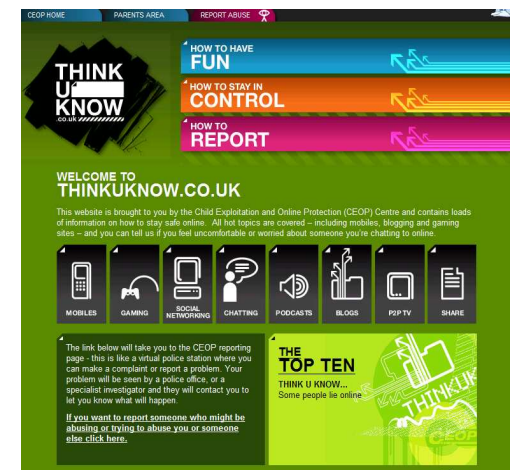 CEOP HOME
PARENTS AREA
REPORT ABUSE
THINK
U
KNOW
.co.uk
HOW TO HAVE
FUN
HOW TO STAY IN
CONTROL
HOW TO
REPORT
WELCOME TO
THINKUKNOW.CO.UK
This website is brought to you by the Child Exploitation and Online Protection (CEOP) Centre and contains loads
of information on how to stay safe online. All hot topics are covered – including mobiles, blogging and gaming
sites – and you can tell us if you feel uncomfortable or worried about someone you're chatting to online.
MOBILES
GAMING
SOCIAL
NETWORKING
CHATTING
PODCASTS
BLOGS
P2P TV
SHARE
The link below will take you to the CEOP reporting
page - this is like a virtual police station where you
can make a complaint or report a problem. Your
problem will be seen by a police office, or a
specialist investigator and they will contact you to
let you know what will happen.
If you want to report someone who might be
abusing or trying to abuse you or someone
else click here.
THE
TOP TEN
THINK U KNOW...
Some people lie online
THINKUK
CEOP